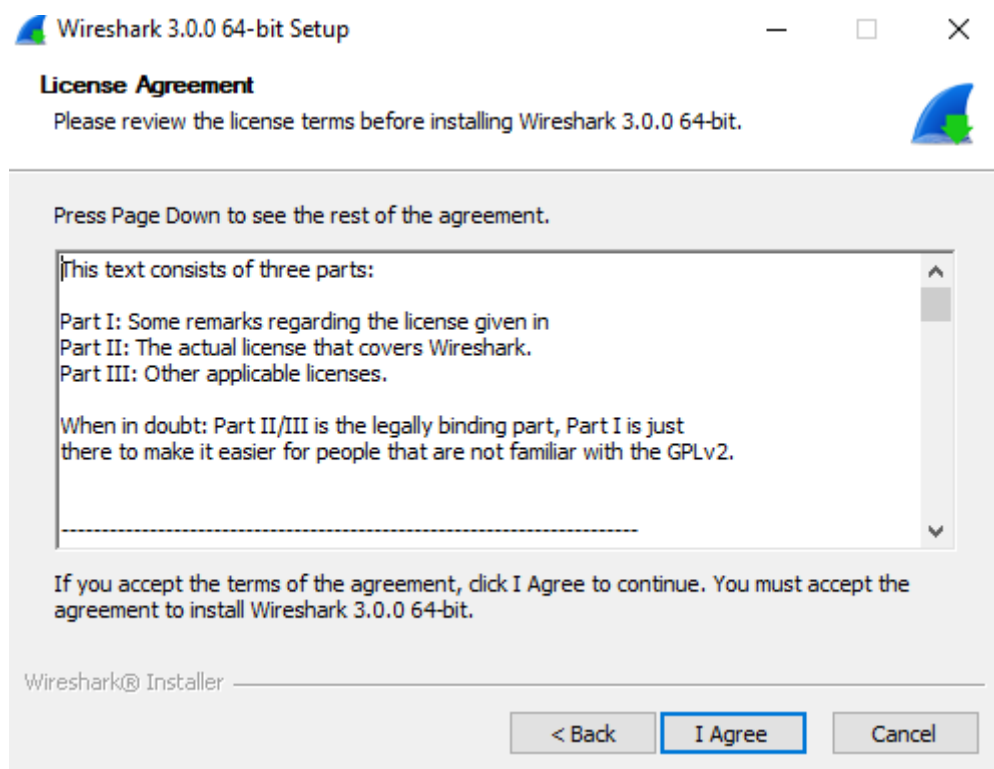 Wireshark 3.0.0 64-bit Setup
License Agreement
Please review the license terms before installing Wireshark 3.0.0 64-bit.
Press Page Down to see the rest of the agreement.
This text consists of three parts:
Part I: Some remarks regarding the license given in
Part II: The actual license that covers Wireshark.
Part III: Other applicable licenses.
When in doubt: Part II/III is the legally binding part, Part I is just
there to make it easier for people that are not familiar with the GPLv2.
------------------------------------------------------------------------
If you accept the terms of the agreement, click I Agree to continue. You must accept the
agreement to install Wireshark 3.0.0 64-bit.
Wireshark® Installer
< Back
I Agree
Cancel